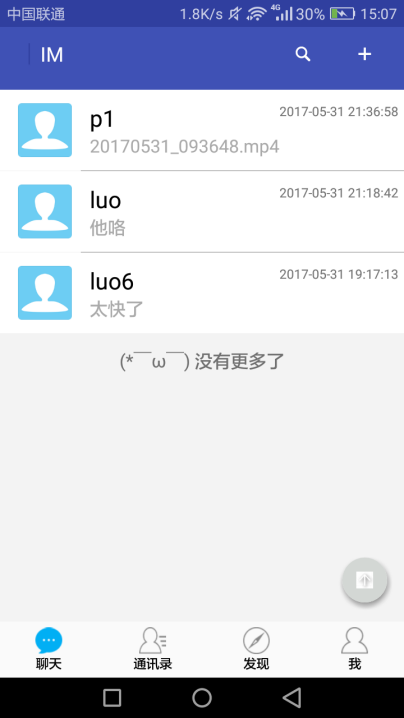 中国联通 1.8K/s 4G 30% 15:07
IM
p1 2017-05-31 21:36:58
20170531_093648.mp4
luo 2017-05-31 21:18:42
他咯
luo6 2017-05-31 19:17:13
太快了
(*￣ω￣) 没有更多了
聊天 通讯录 发现 我